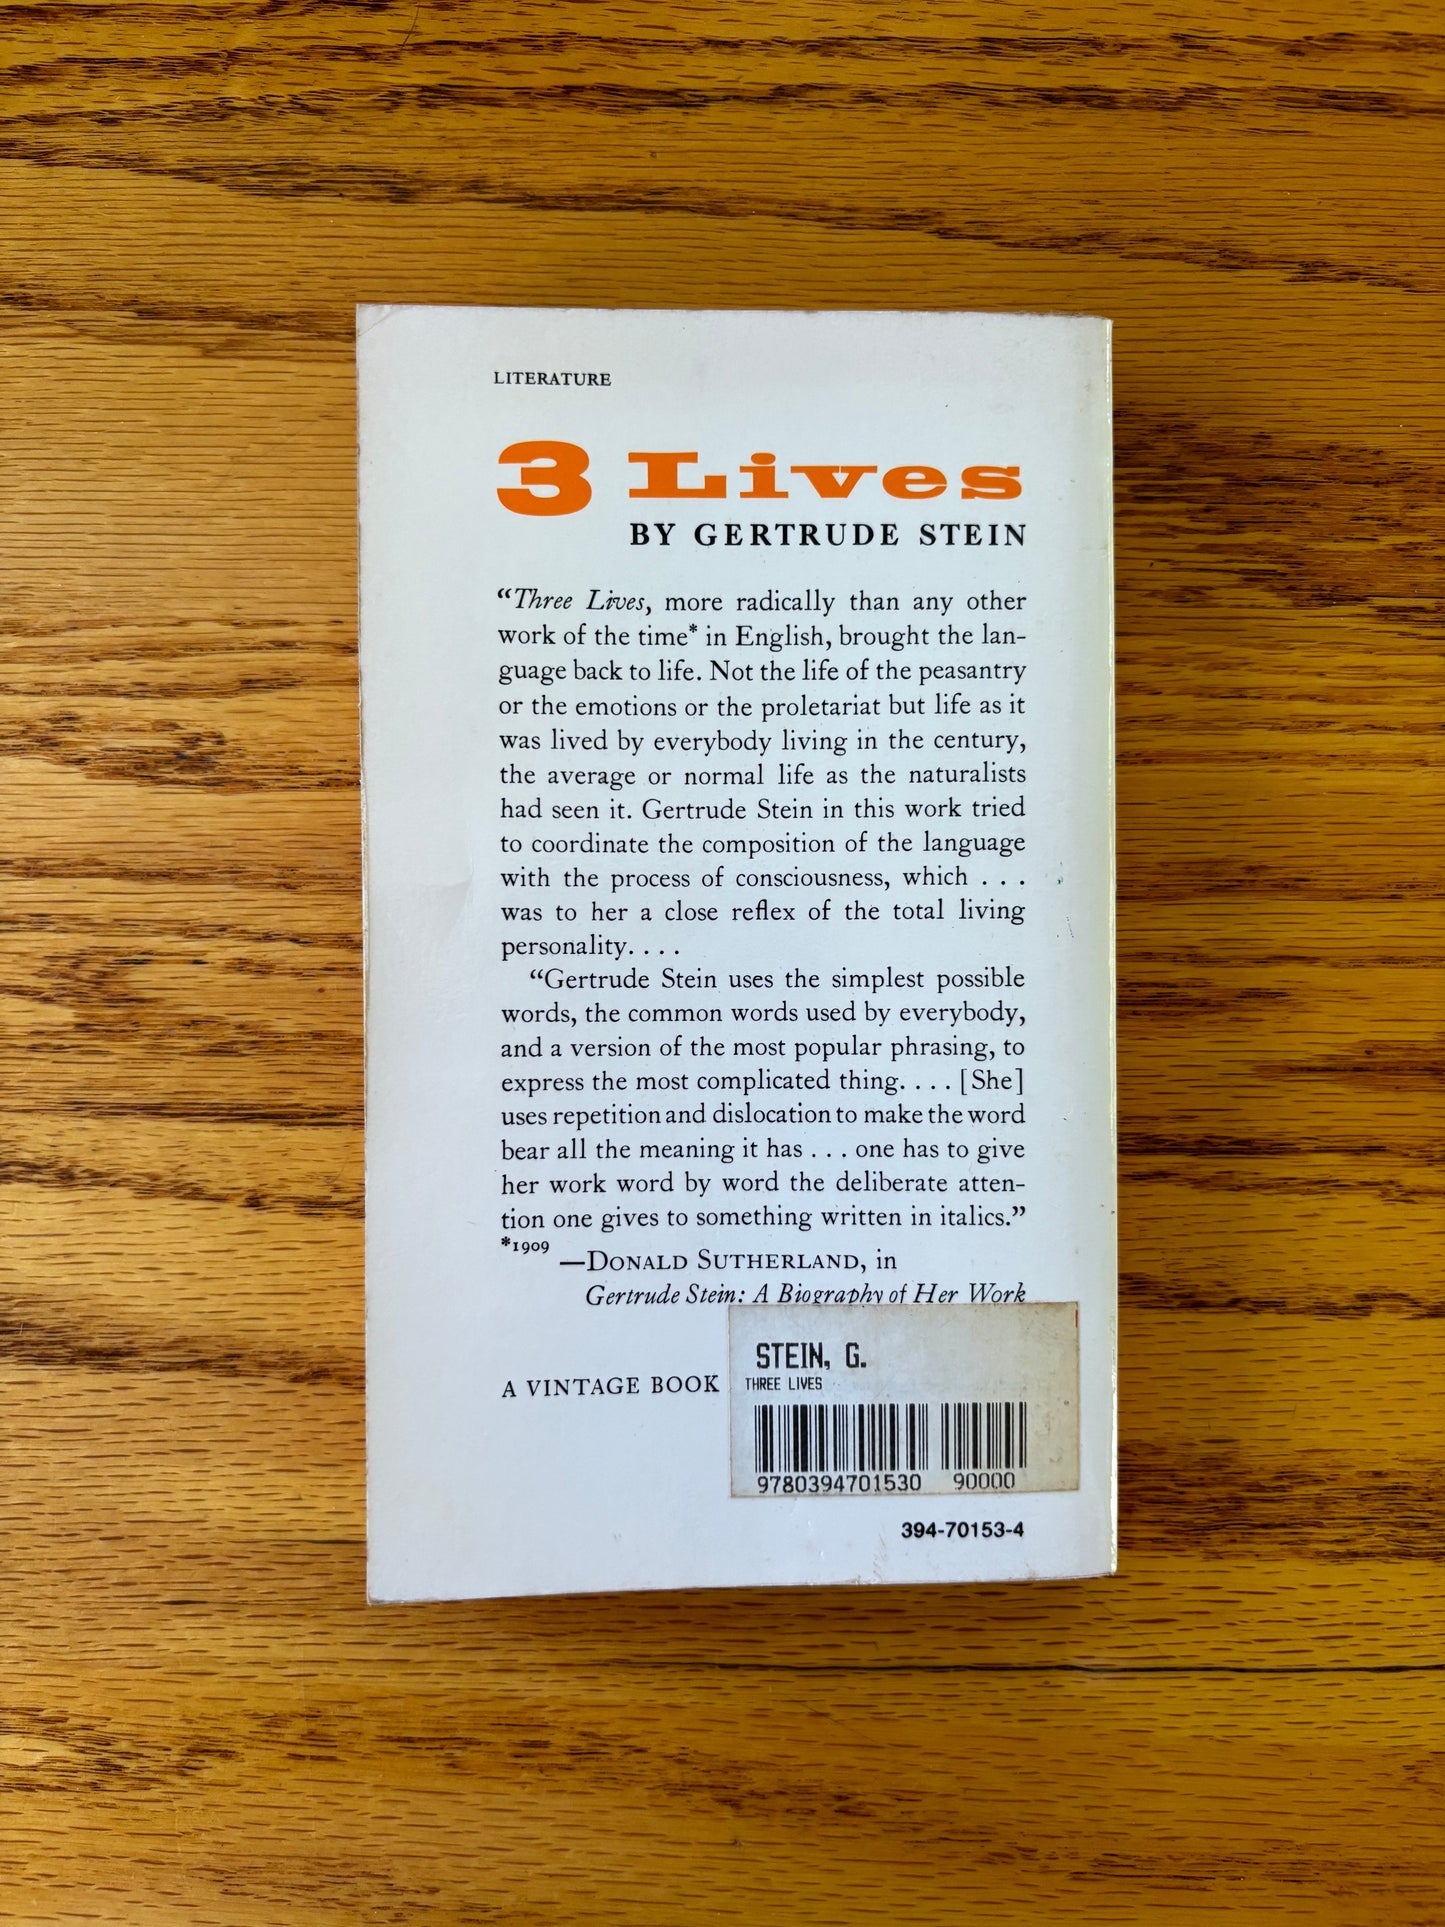 LITERATURE
3 Lives
BY GERTRUDE STEIN
“Three Lives, more radically than any other
work of the time* in English, brought the lan-
guage back to life. Not the life of the peasantry
or the emotions or the proletariat but life as it
was lived by everybody living in the century,
the average or normal life as the naturalists
had seen it. Gertrude Stein in this work tried
to coordinate the composition of the language
with the process of consciousness, which . . .
was to her a close reflex of the total living
personality. . . .
“Gertrude Stein uses the simplest possible
words, the common words used by everybody,
and a version of the most popular phrasing, to
express the most complicated thing. . . . [She]
uses repetition and dislocation to make the word
bear all the meaning it has . . . one has to give
her work word by word the deliberate atten-
tion one gives to something written in italics.”
*1909
—DONALD SUTHERLAND, in
Gertrude Stein: A Biography of Her Work
STEIN, G.
A VINTAGE BOOK
THREE LIVES
9780394701530 90000
394-70153-4